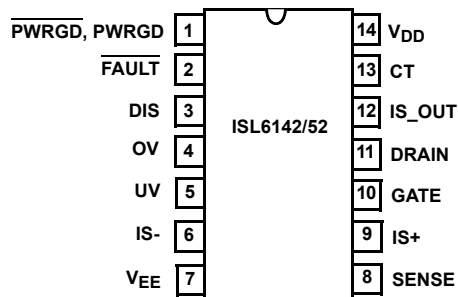 PWRGD, PWRGD 1
FAULT 2
DIS 3
OV 4
UV 5
IS- 6
VEE 7
ISL6142/52
14 VDD
13 CT
12 IS_OUT
11 DRAIN
10 GATE
9 IS+
8 SENSE